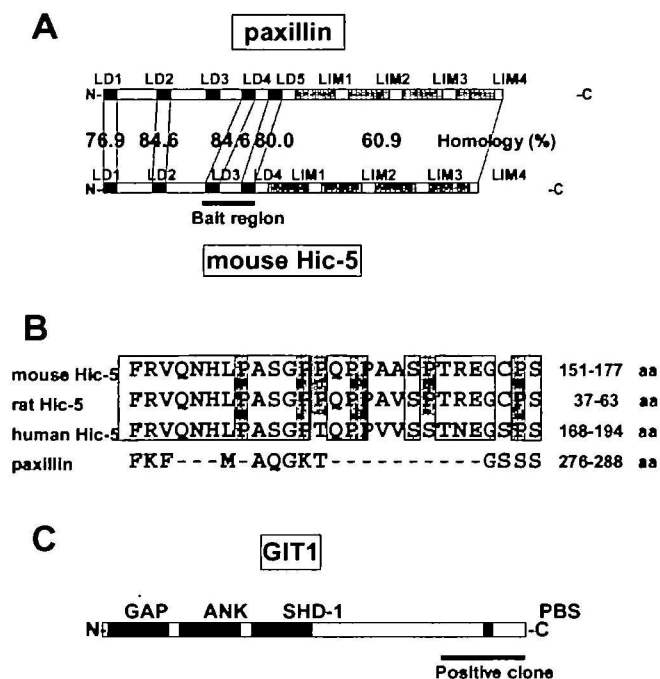 A
paxillin
LD1 LD2 LD3 LD4 LD5 LIM1 LIM2 LIM3 LIM4
N- -C
76.9 84.6 84.6 80.0 60.9 Homology (%)
LD1 LD2 LD3 LD4 LIM1 LIM2 LIM3 LIM4
N- -C
Bait region
mouse Hic-5
B
mouse Hic-5 FRVQNHLPASGPPQPPAASPTREGCPS 151-177 aa
rat Hic-5 FRVQNHLPASGPPQPPAVSPTREGCPS 37-63 aa
human Hic-5 FRVQNHLPASGPTQPPVVSSTNEGSPS 168-194 aa
paxillin FKF---M-AQGKT-----------GSSS 276-288 aa
C
GIT1
GAP ANK SHD-1 PBS
N- -C
Positive clone